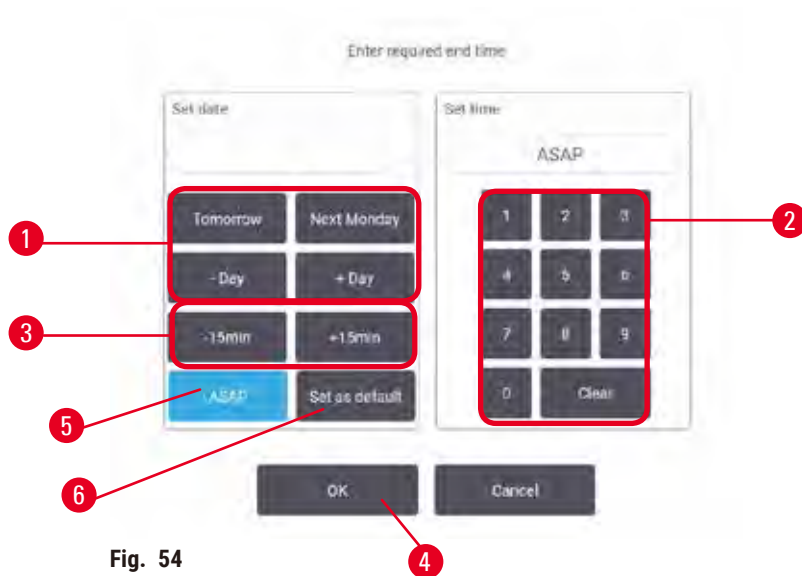 Enter required end time
Set date
Set time
ASAP
Tomorrow
Next Monday
1
2
3
1
2
- Day
+ Day
4
5
6
3
-15min
+15min
7
8
9
ASAP
Set as default
0
Clear
5
6
OK
Cancel
4
Fig. 54